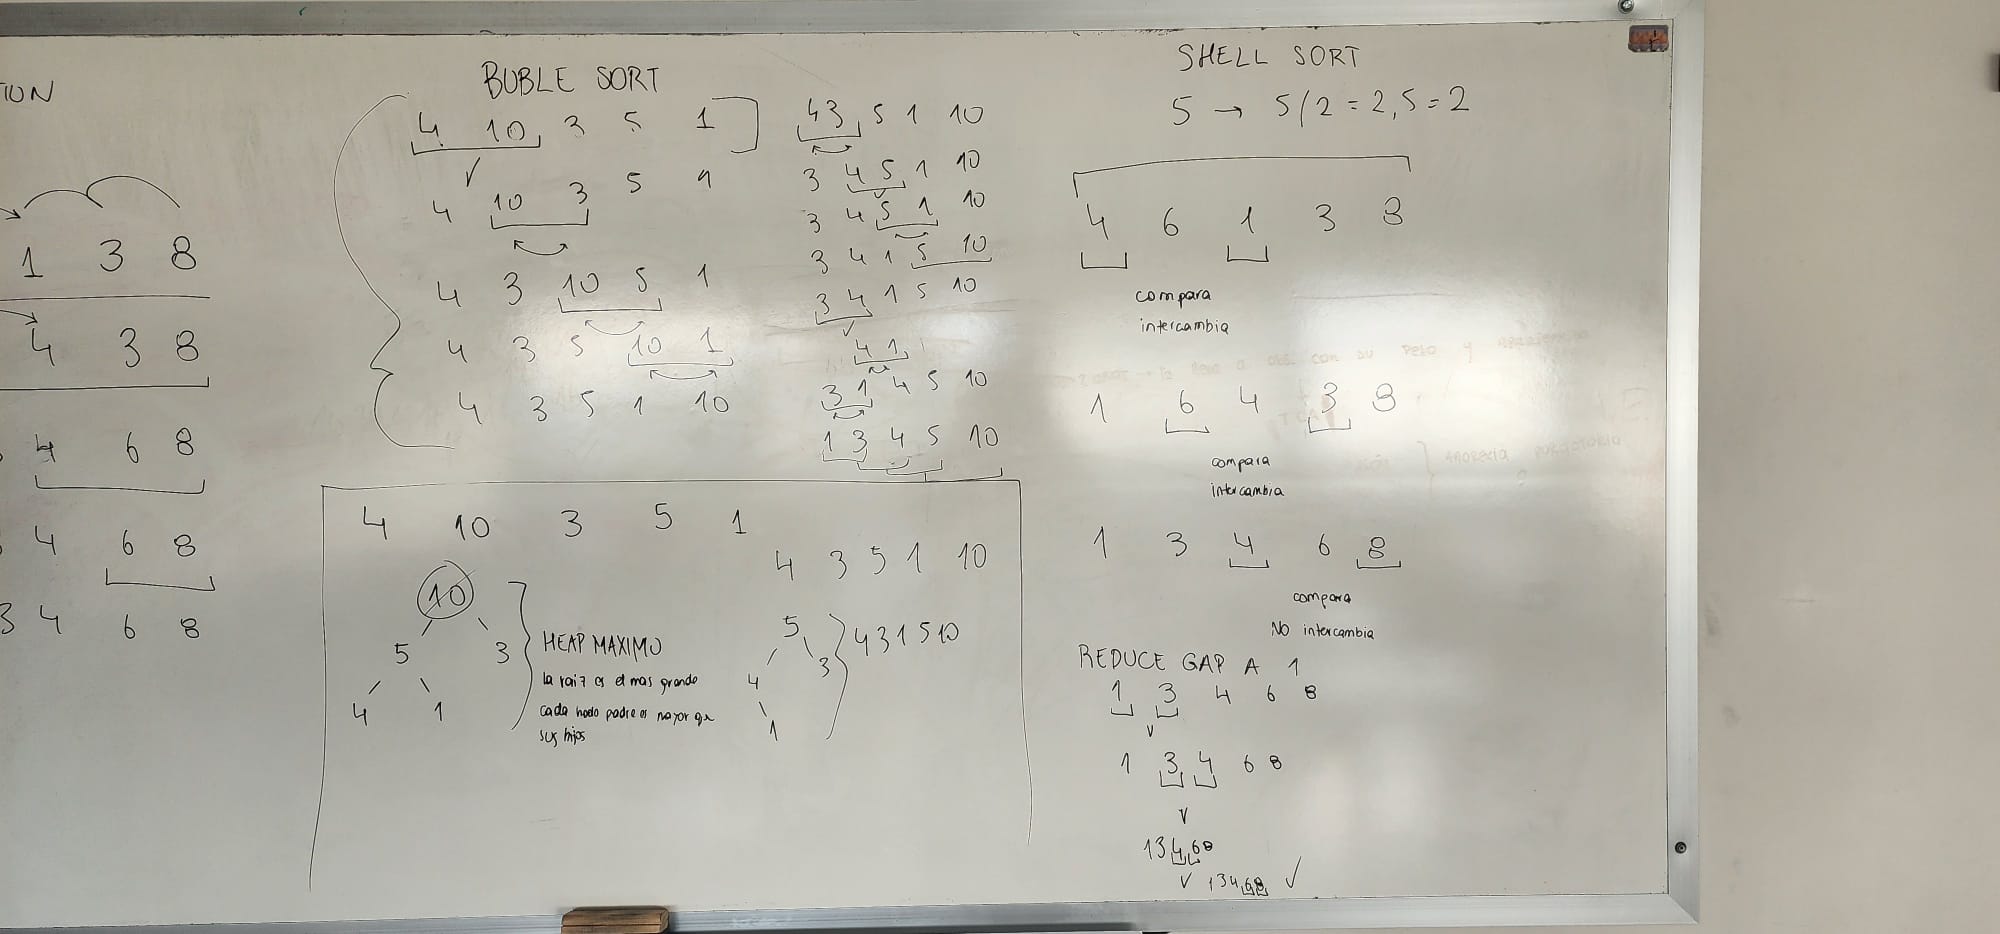 TION
1 3 8
4 3 8
4 6 8
4 6 8
3 4 6 8
BUBLE SORT
4 10 3 5 1
4 10 3 5 1
4 3 10 5 1
4 3 5 10 1
4 3 5 1 10
4 3 5 1 10
3 4 5 1 10
3 4 5 1 10
3 4 1 5 10
3 4 1 5 10
4 1
3 1 4 5 10
1 3 4 5 10
4 10 3 5 1
10
5 3
4 1
HEAP MAXIMO
la raiz es el mas grande
cada nodo padre es mayor que
sus hijos
4 3 5 1 10
5
3
4
1
4 3 1 5 10
SHELL SORT
5 → 5/2 = 2,5 = 2
4 6 1 3 8
compara
intercambia
1 6 4 3 8
compara
intercambia
1 3 4 6 8
compara
NO intercambia
REDUCE GAP A 1
1 3 4 6 8
1 3 4 6 8
1 3 4 6 8
1 3 4 6 8